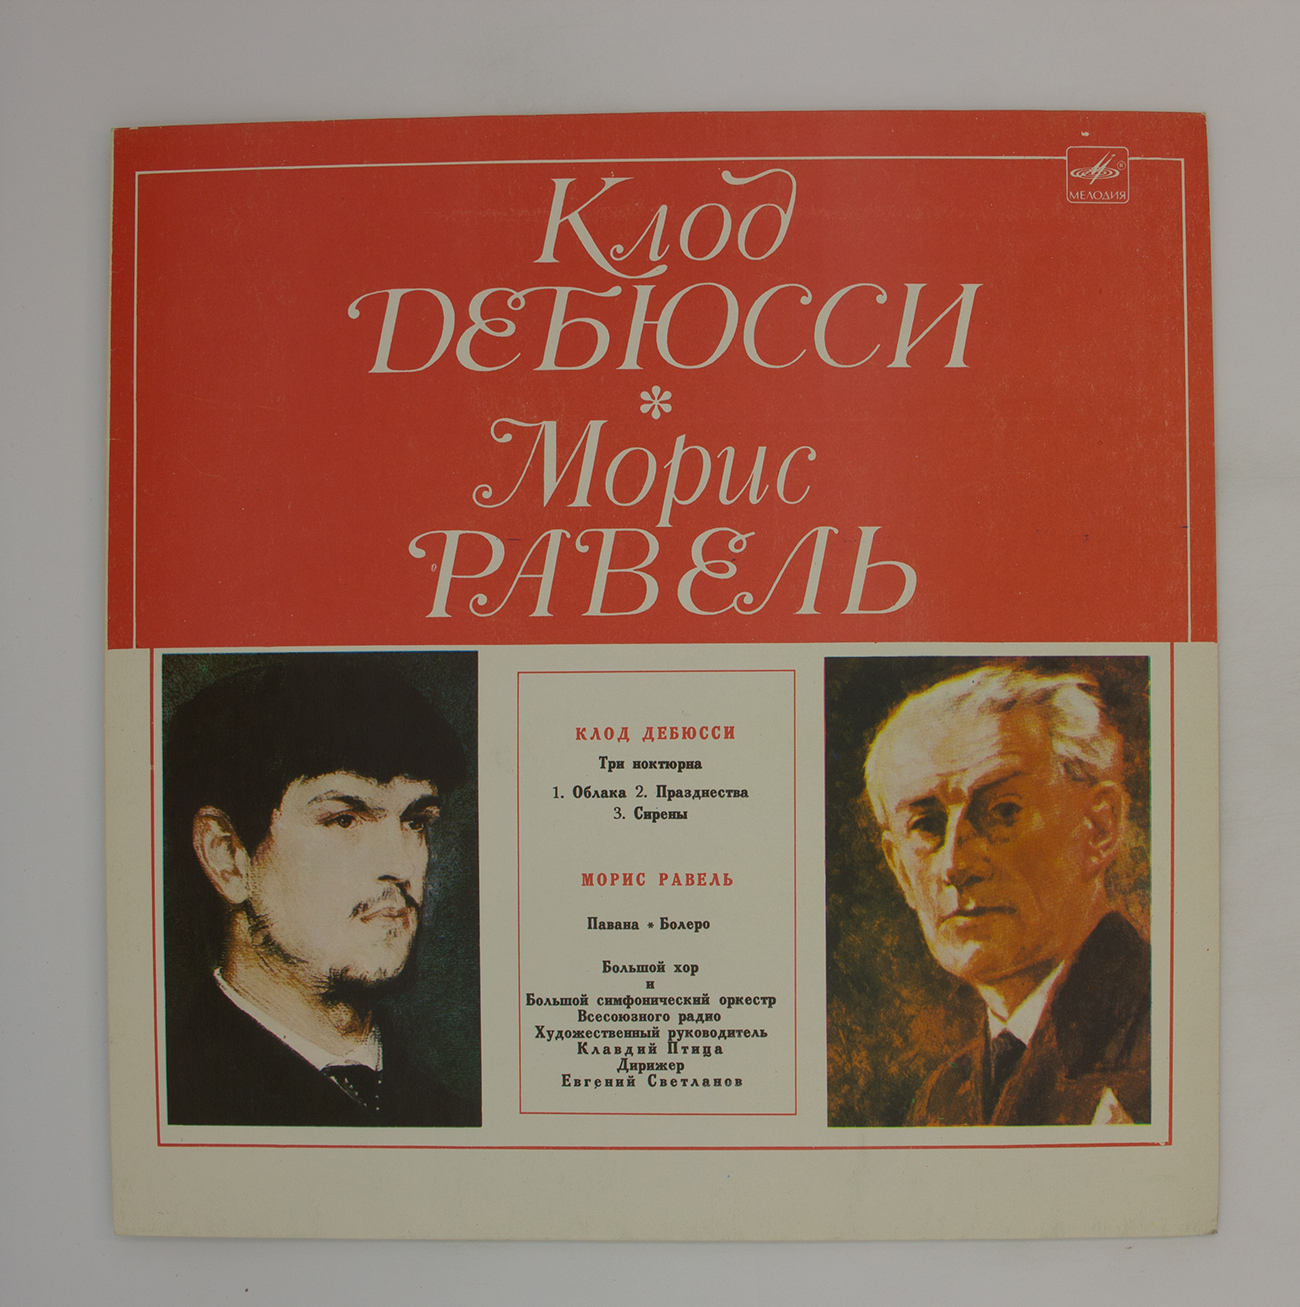 МЕЛОДИЯ
Клод
ДЕБЮССИ
*
Морис
РАВЕЛЬ
КЛОД ДЕБЮССИ
Три ноктюрна
1. Облака 2. Празднества
3. Сирены
МОРИС РАВЕЛЬ
Павана * Болеро
Большой хор
и
Большой симфонический оркестр
Всесоюзного радио
Художественный руководитель
Клавдий Птица
Дирижер
Евгений Светланов